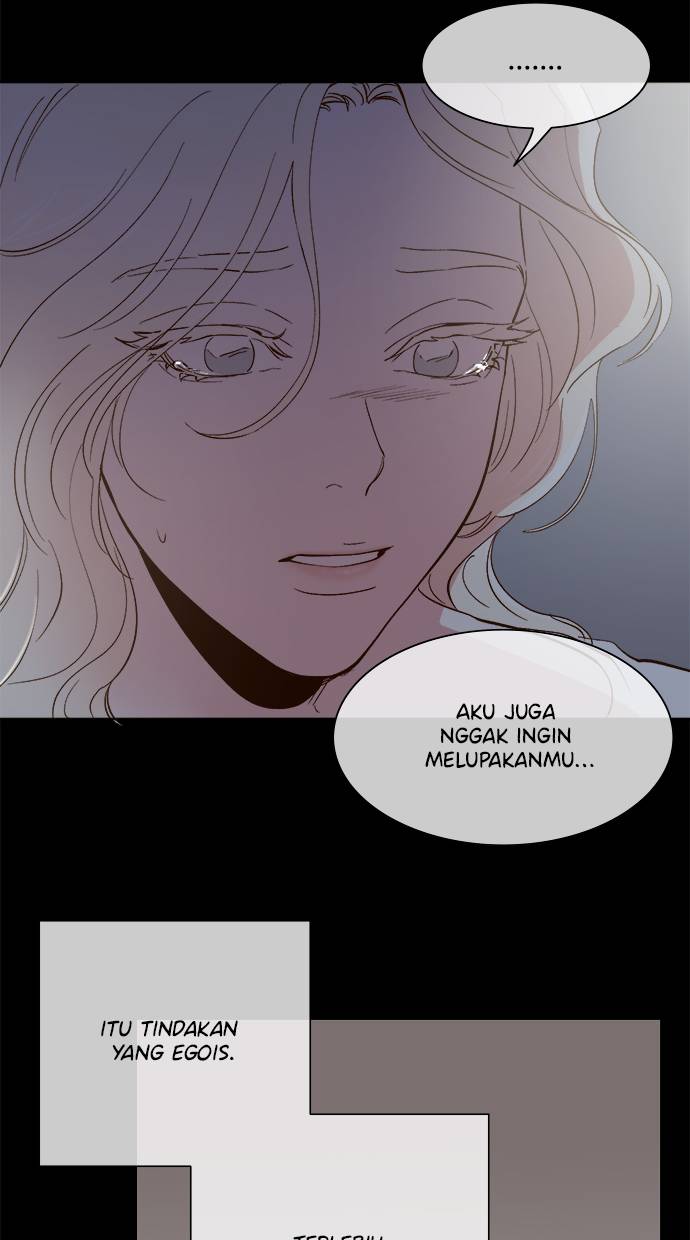 .......
AKU JUGA
NGGAK INGIN
MELUPAKANMU...
ITU TINDAKAN
YANG EGOIS.